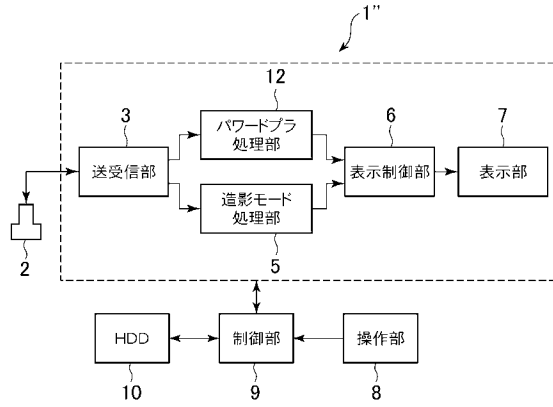 1”
12
パワードプラ
処理部
3
送受信部
6
表示制御部
7
表示部
造影モード
処理部
5
2
HDD
10
制御部
9
操作部
8